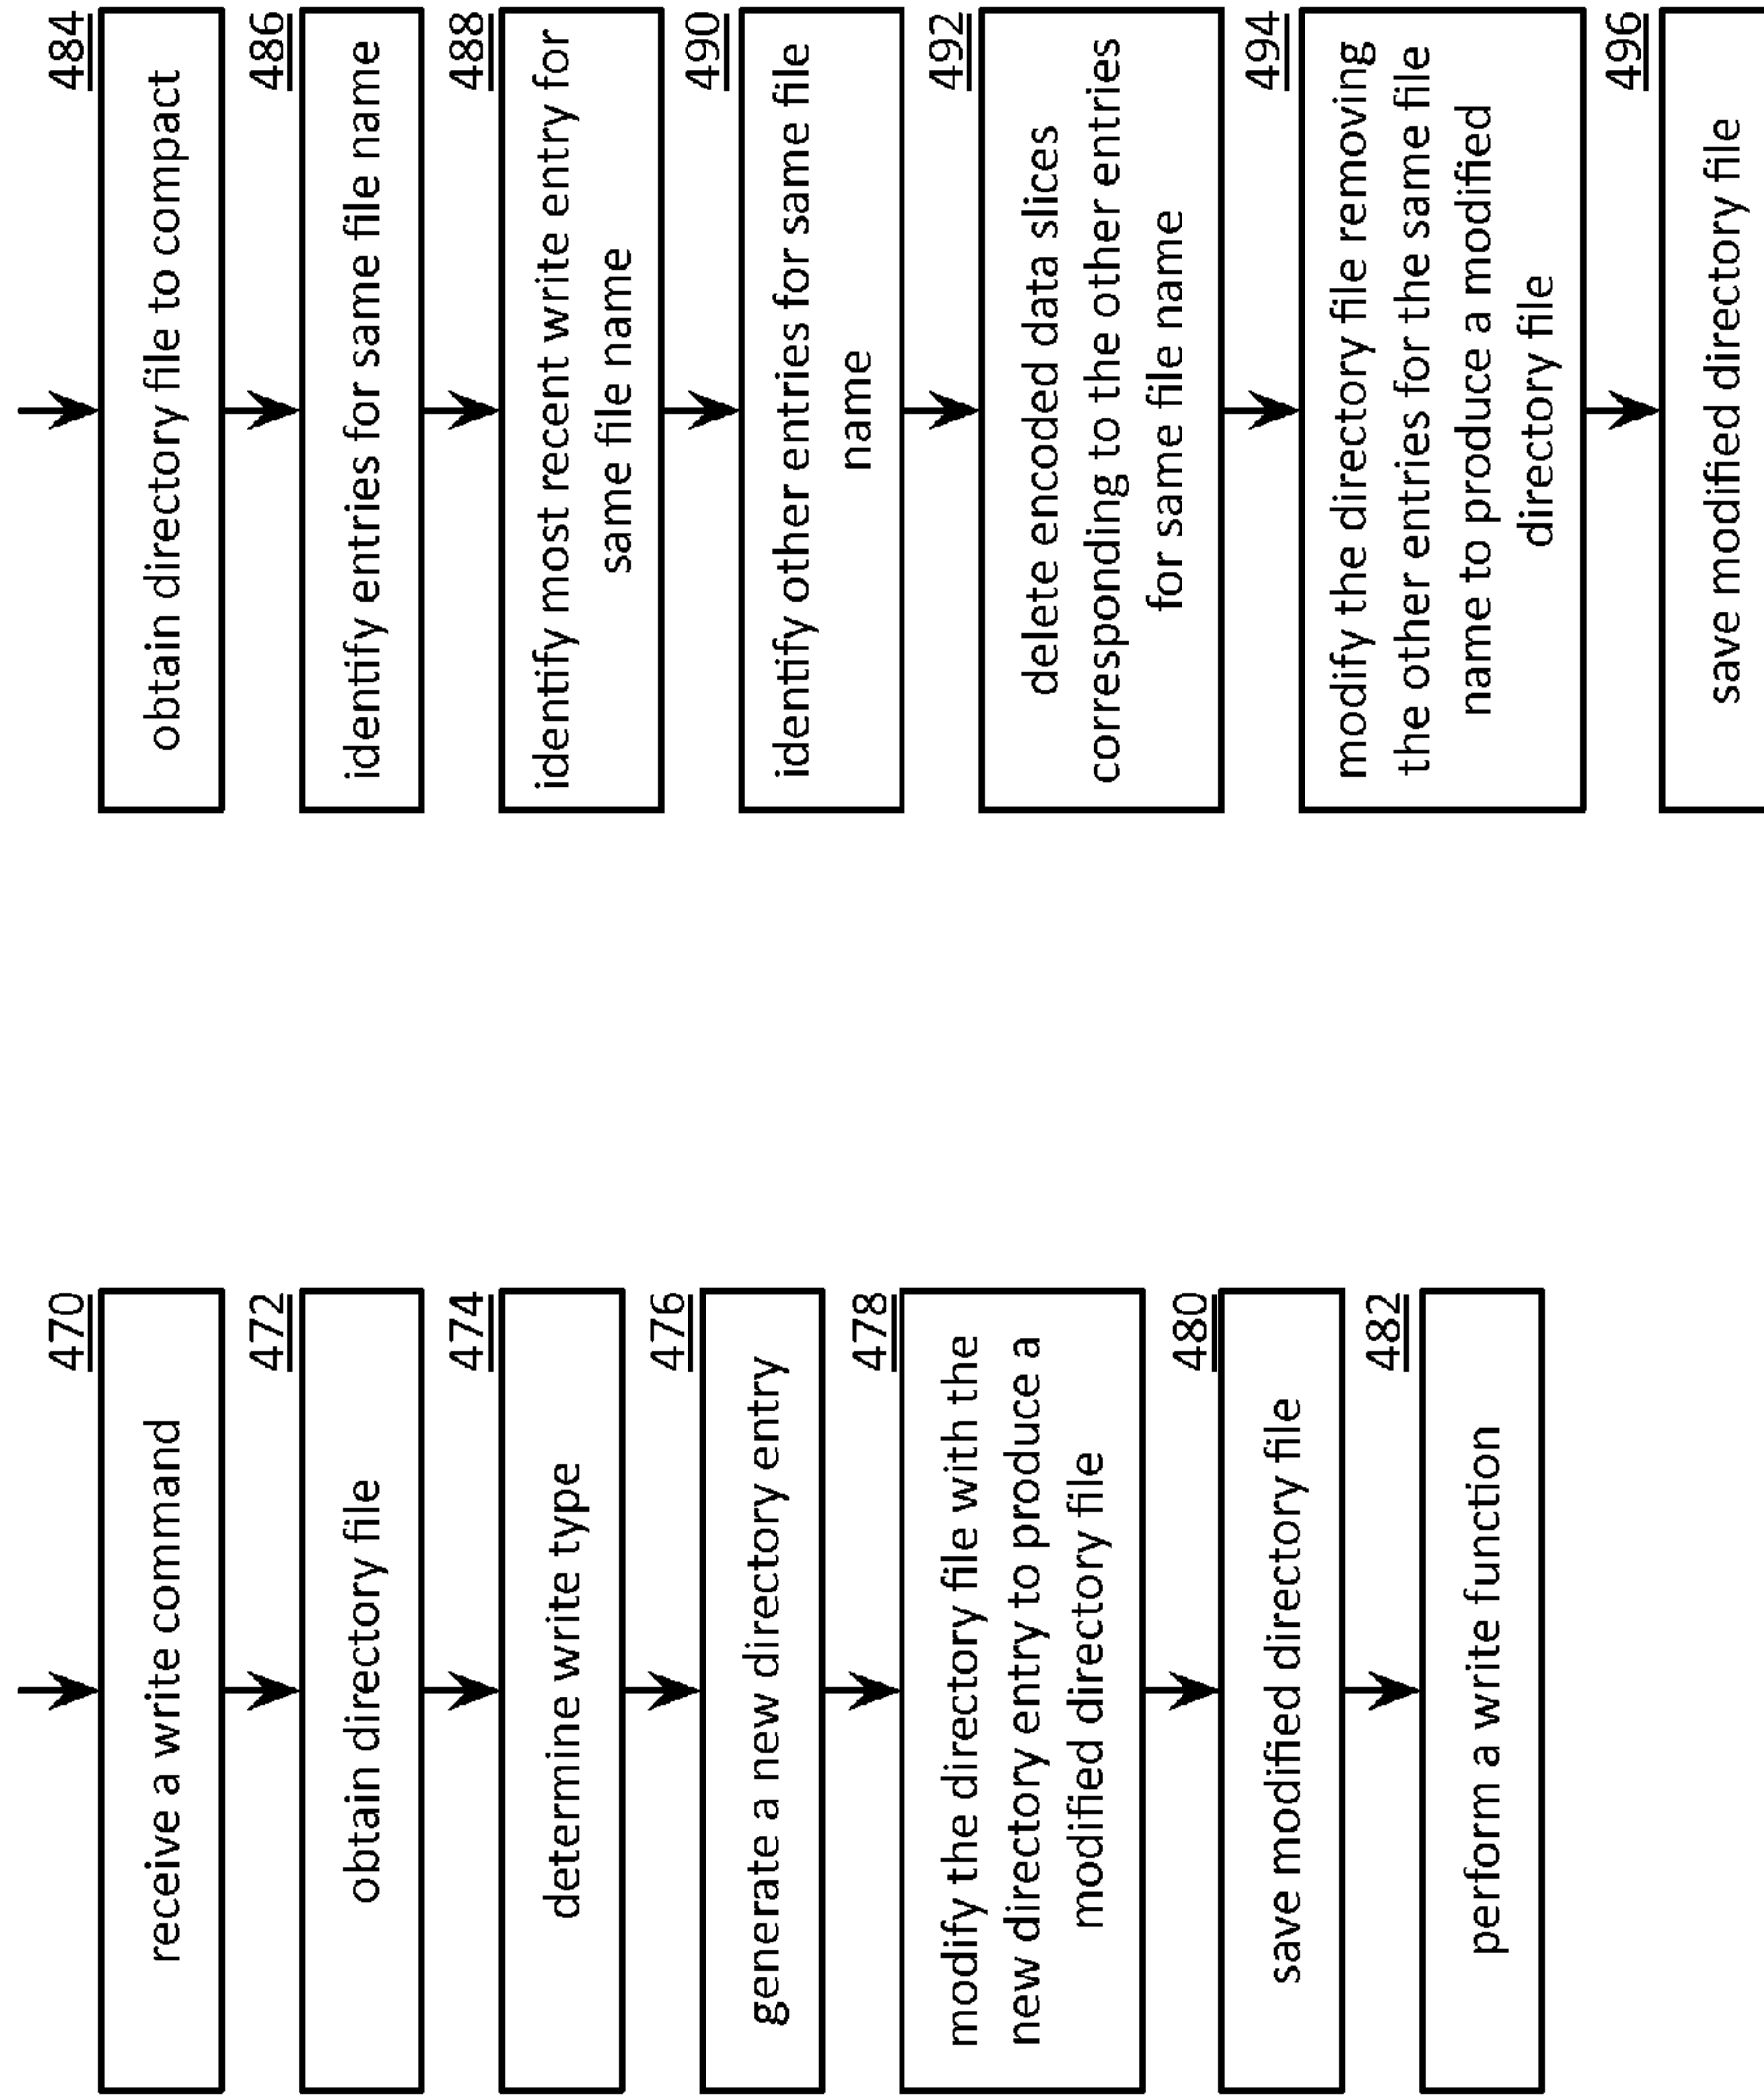 470
receive a write command
472
obtain directory file
474
determine write type
476
generate a new directory entry
478
modify the directory file with the
new directory entry to produce a
modified directory file
480
save modified directory file
482
perform a write function
484
obtain directory file to compact
486
identify entries for same file name
488
identify most recent write entry for
same file name
490
identify other entries for same file
name
492
delete encoded data slices
corresponding to the other entries
for same file name
494
modify the directory file removing
the other entries for the same file
name to produce a modified
directory file
496
save modified directory file